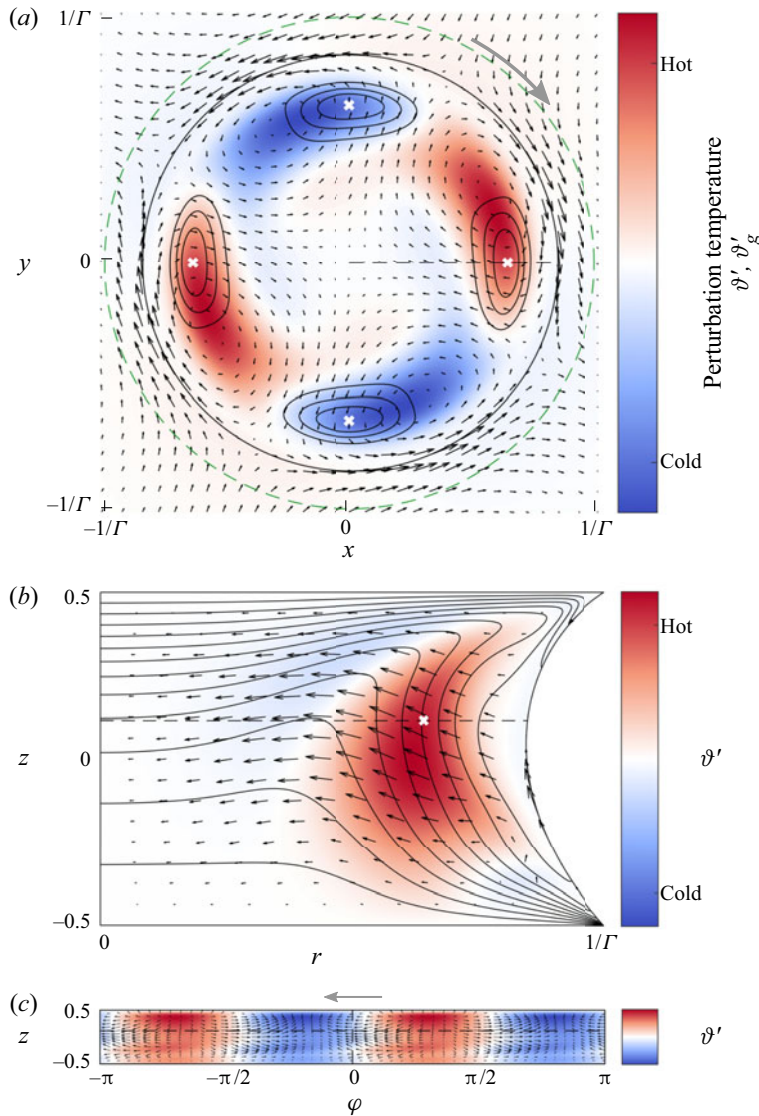 (a)
1/Γ
0
y
–1/Γ
–1/Γ
0
1/Γ
x
Hot
Cold
Perturbation temperature
ϑ′, ϑ′g
(b)
0.5
z
0
–0.5
0
r
1/Γ
Hot
ϑ′
Cold
(c)
z
0.5
–0.5
–π
–π/2
0
π/2
π
φ
ϑ′